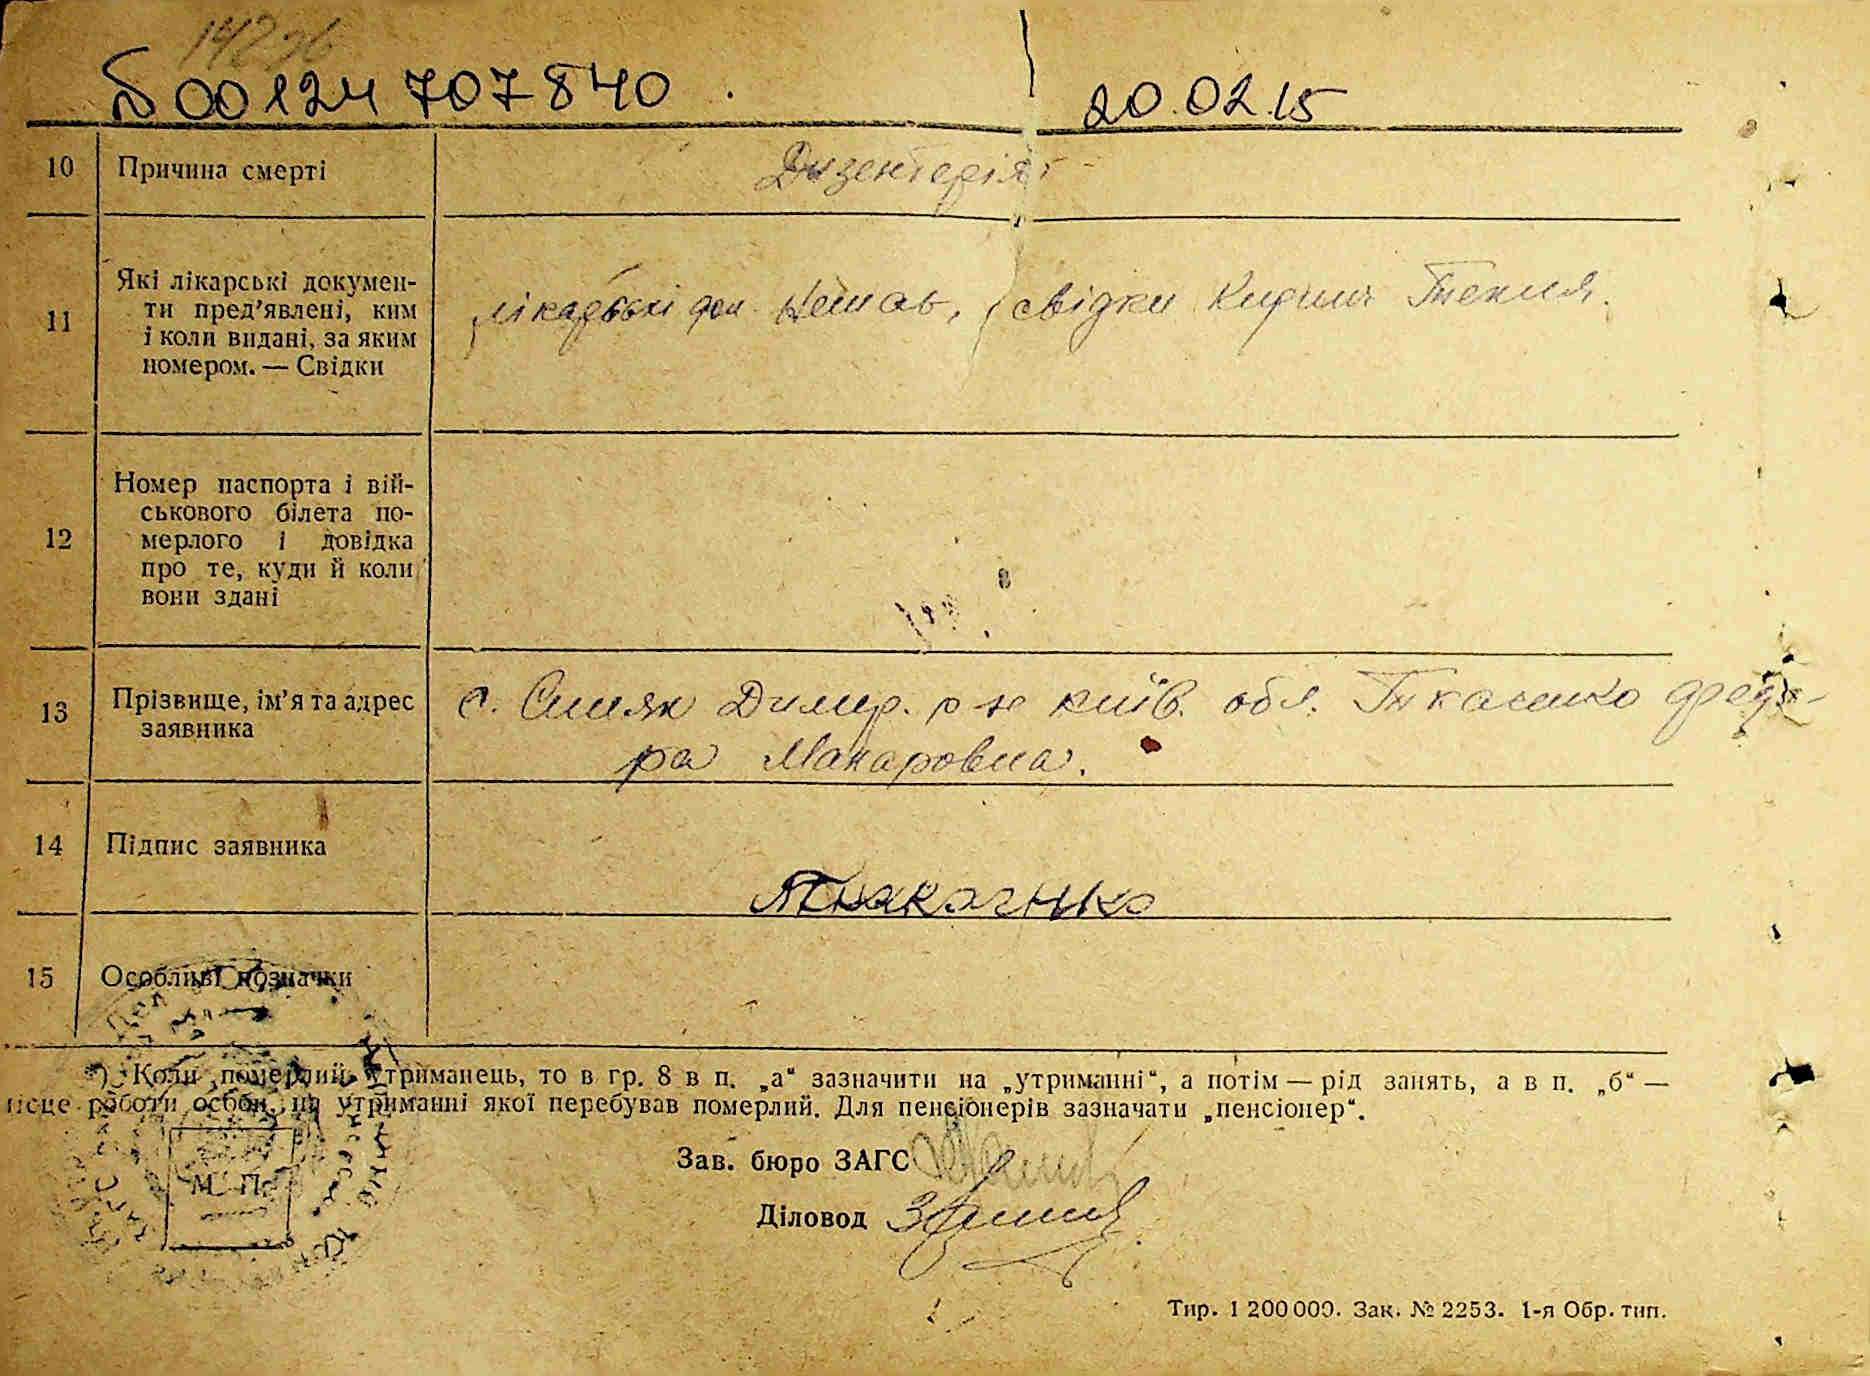 14236
б 00124707840. 20.02.15
10 Причина смерті Дизентерія
11 Які лікарські докумен-
ти пред'явлені, ким
і коли видані, за яким
номером. — Свідки
лікарські док. Немає, свідки
12 Номер паспорта і вій-
ськового білета по-
мерлого і довідка
про те, куди й коли
вони здані
13 Прізвище, ім'я та адрес
заявника
с. Синяк Димер. р-н київ. обл. Ткаченко Федо-
ра Макаровна.
14 Підпис заявника
Ткаченко
15 Особливі позначки
*) Коли померлий утриманець, то в гр. 8 в п. „а“ зазначити на „утриманні“, а потім — рід занять, а в п. „б“ —
місце роботи особи, на утриманні якої перебував померлий. Для пенсіонерів зазначати „пенсіонер“.
М. П.
Зав. бюро ЗАГС
Діловод
Тир. 1 200 000. Зак. № 2253. 1-я Обр. тип.